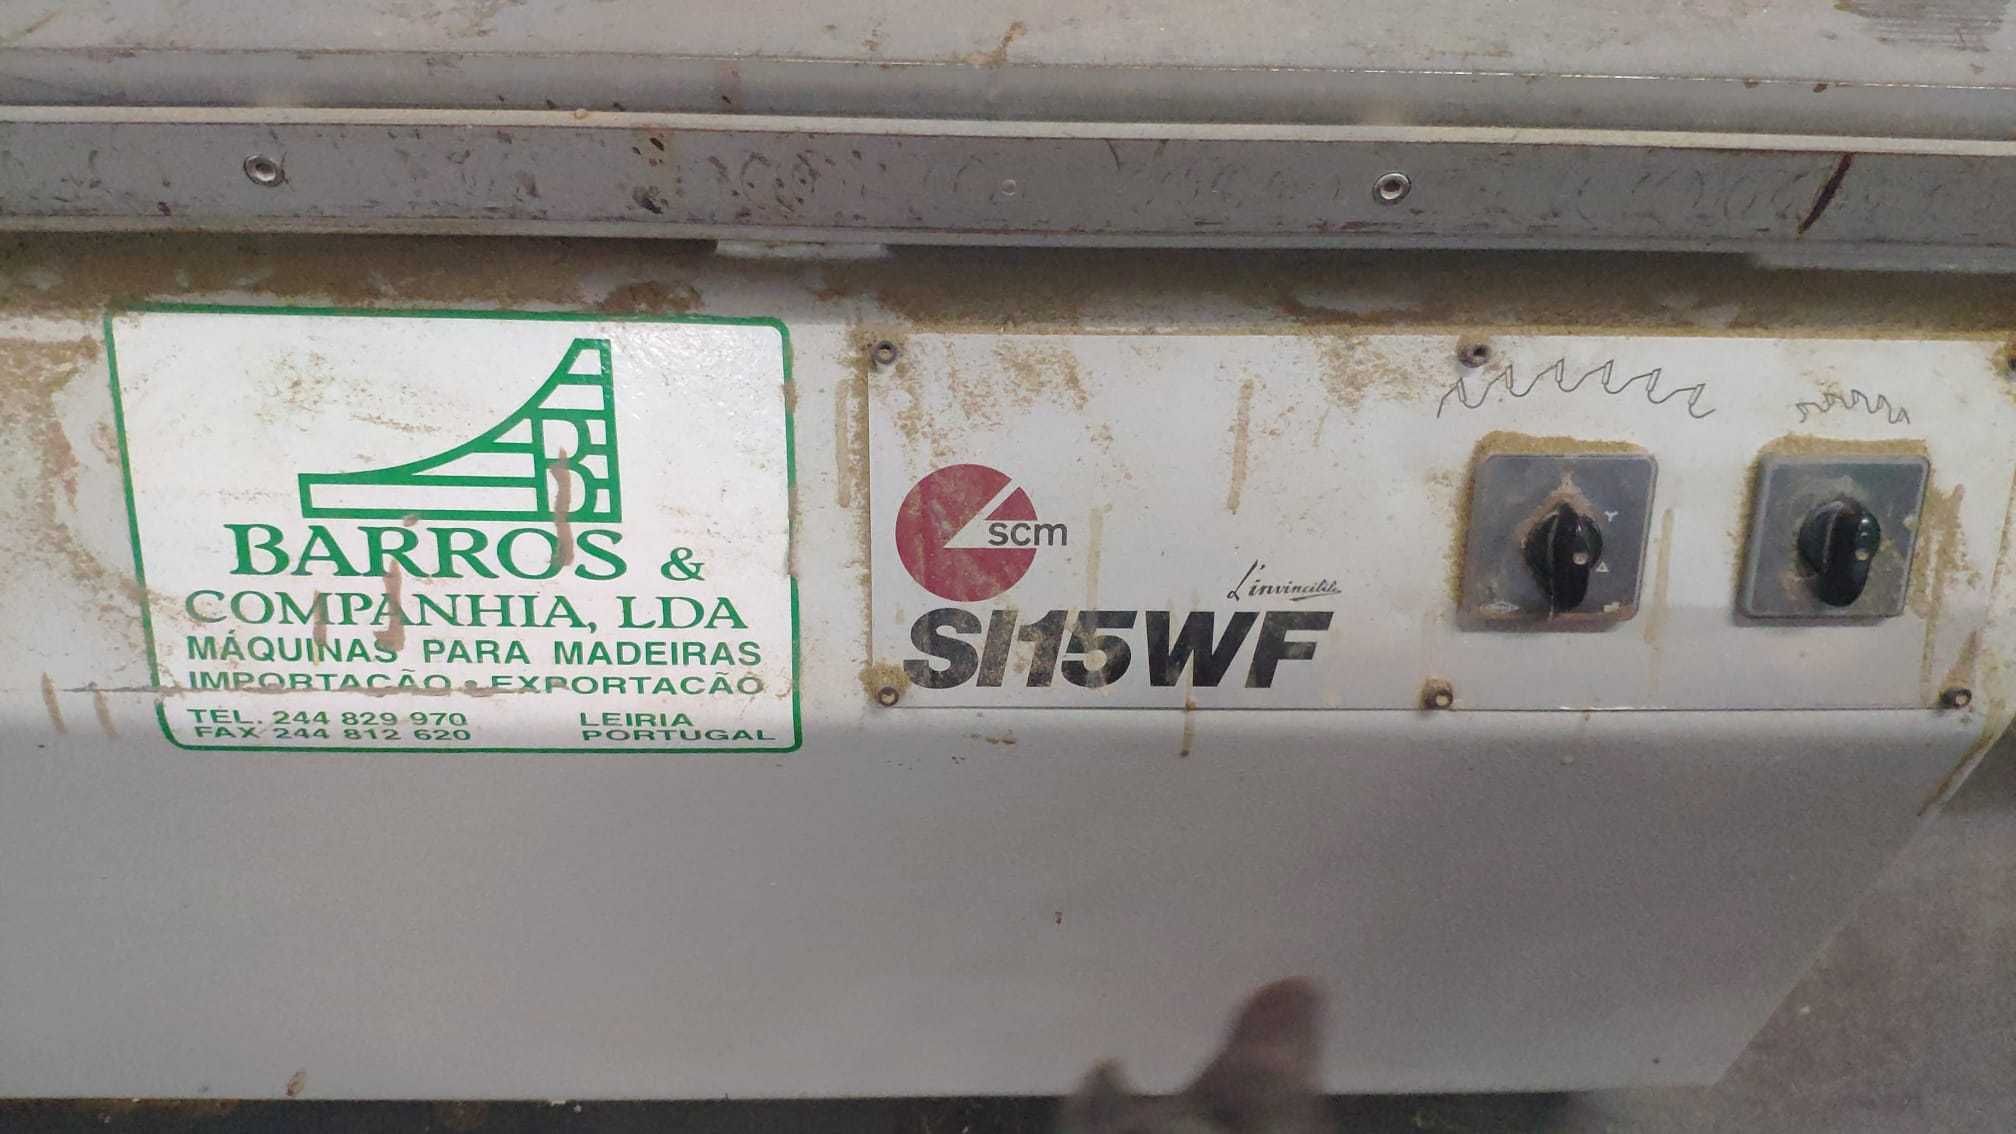 BARROS &
COMPANHIA, LDA
MÁQUINAS PARA MADEIRAS
IMPORTAÇÃO • EXPORTAÇÃO
TEL. 244 829 970
FAX 244 812 620
LEIRIA
PORTUGAL
scm
L'invincibile
SI15WF